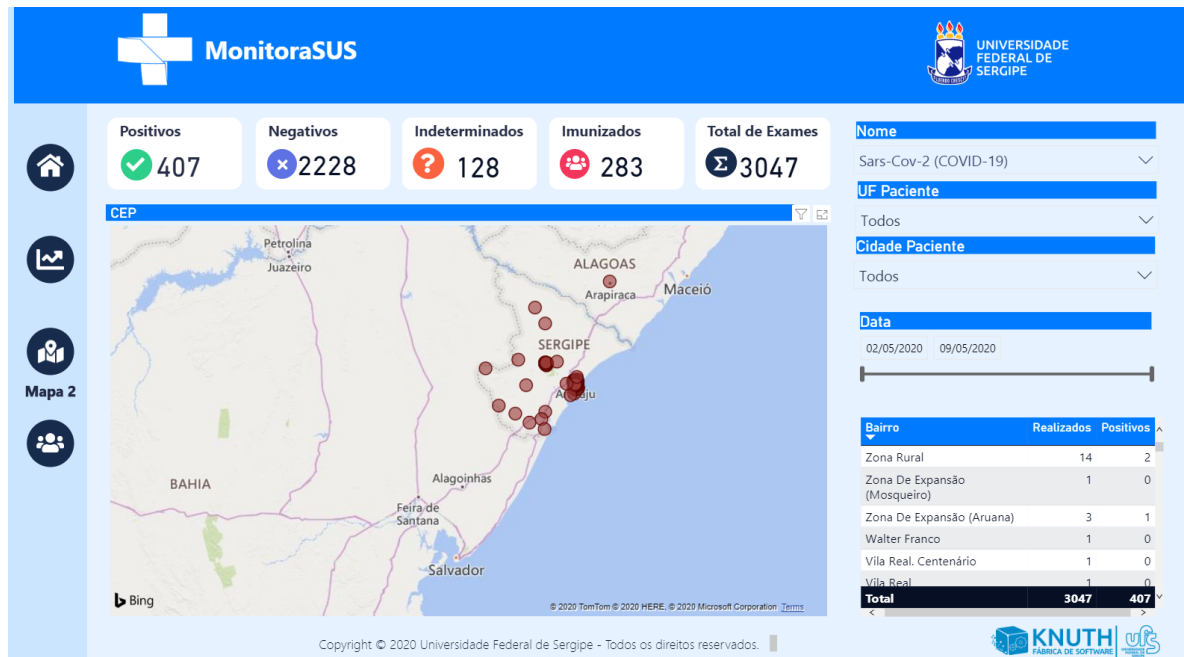 MonitoraSUS
UNIVERSIDADE
FEDERAL DE
SERGIPE
Positivos
407
Negativos
2228
Indeterminados
128
Imunizados
283
Total de Exames
3047
Nome
Sars-Cov-2 (COVID-19)
UF Paciente
Todos
Cidade Paciente
Todos
Data
02/05/2020 09/05/2020
Mapa 2
CEP
Petrolina
Juazeiro
ALAGOAS
Arapiraca
Maceió
SERGIPE
BAHIA
Alagoinhas
Feira de
Santana
Salvador
Bing
© 2020 TomTom © 2020 HERE, © 2020 Microsoft Corporation Terms
Bairro Realizados Positivos
Zona Rural 14 2
Zona De Expansão 1 0
(Mosqueiro)
Zona De Expansão (Aruana) 3 1
Walter Franco 1 0
Vila Real. Centenário 1 0
Vila Real 1 0
Total 3047 407
Copyright © 2020 Universidade Federal de Sergipe - Todos os direitos reservados.
KNUTH
FÁBRICA DE SOFTWARE
ufs